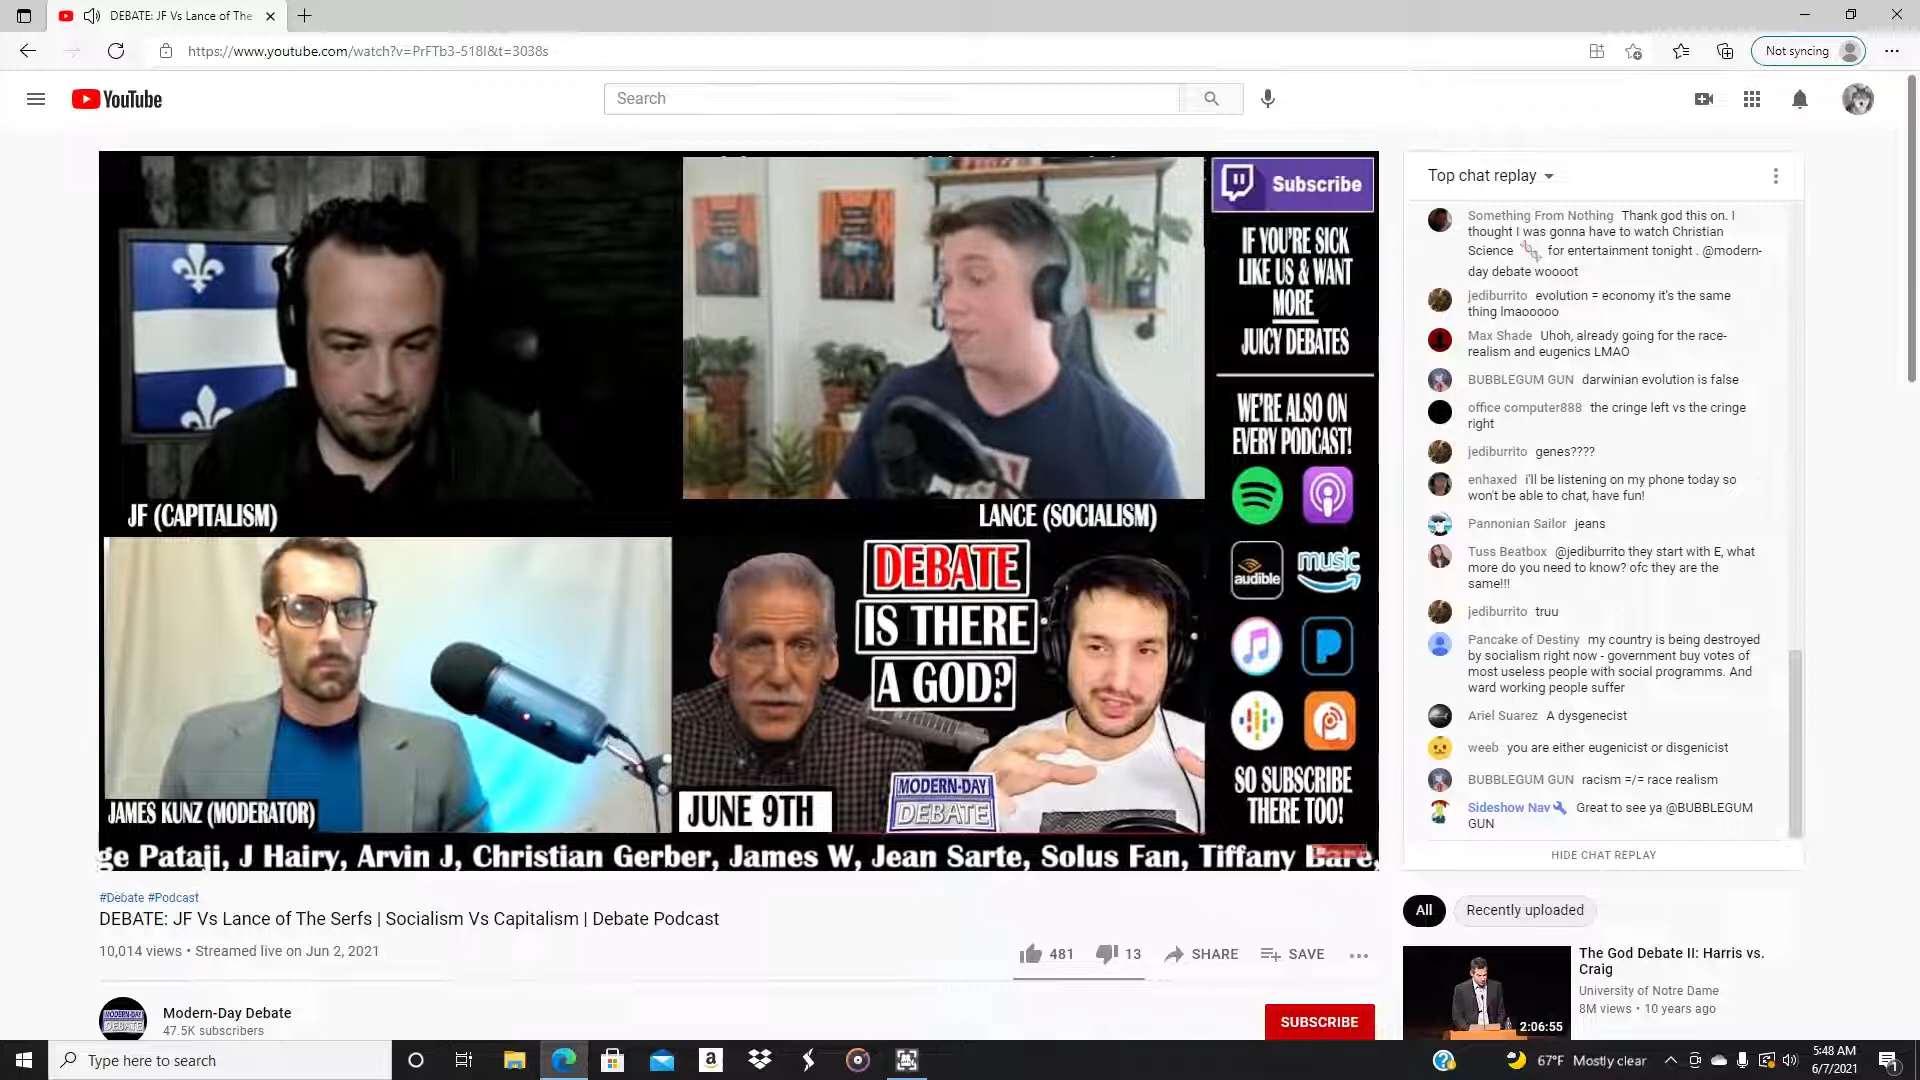 DEBATE: JF Vs Lance of The
https://www.youtube.com/watch?v=PrFTb3-518I&t=3038s
Not syncing
YouTube
Search
Subscribe
IF YOU'RE SICK
LIKE US & WANT
MORE
JUICY DEBATES
WE'RE ALSO ON
EVERY PODCAST!
audible
music
SO SUBSCRIBE
THERE TOO!
JF (CAPITALISM)
LANCE (SOCIALISM)
DEBATE
IS THERE
A GOD?
JAMES KUNZ (MODERATOR)
JUNE 9TH
MODERN-DAY
DEBATE
ge Pataji, J Hairy, Arvin J, Christian Gerber, James W, Jean Sarte, Solus Fan, Tiffany Bare,
Top chat replay
Something From Nothing Thank god this on. I
thought I was gonna have to watch Christian
Science for entertainment tonight . @modern-
day debate woooot
jediburrito evolution = economy it's the same
thing lmaooooo
Max Shade Uhoh, already going for the race-
realism and eugenics LMAO
BUBBLEGUM GUN darwinian evolution is false
office computer888 the cringe left vs the cringe
right
jediburrito genes????
enhaxed i'll be listening on my phone today so
won't be able to chat, have fun!
Pannonian Sailor jeans
Tuss Beatbox @jediburrito they start with E, what
more do you need to know? ofc they are the
same!!!
jediburrito truu
Pancake of Destiny my country is being destroyed
by socialism right now - government buy votes of
most useless people with social programms. And
ward working people suffer
Ariel Suarez A dysgenecist
weeb you are either eugenicist or disgenicist
BUBBLEGUM GUN racism =/= race realism
Sideshow Nav Great to see ya @BUBBLEGUM
GUN
HIDE CHAT REPLAY
#Debate #Podcast
DEBATE: JF Vs Lance of The Serfs | Socialism Vs Capitalism | Debate Podcast
10,014 views • Streamed live on Jun 2, 2021
481
13
SHARE
SAVE
MODERN-DAY
DEBATE
Modern-Day Debate
47.5K subscribers
SUBSCRIBE
All
Recently uploaded
The God Debate II: Harris vs.
Craig
University of Notre Dame
8M views • 10 years ago
2:06:55
Type here to search
67°F Mostly clear
5:48 AM
6/7/2021
1